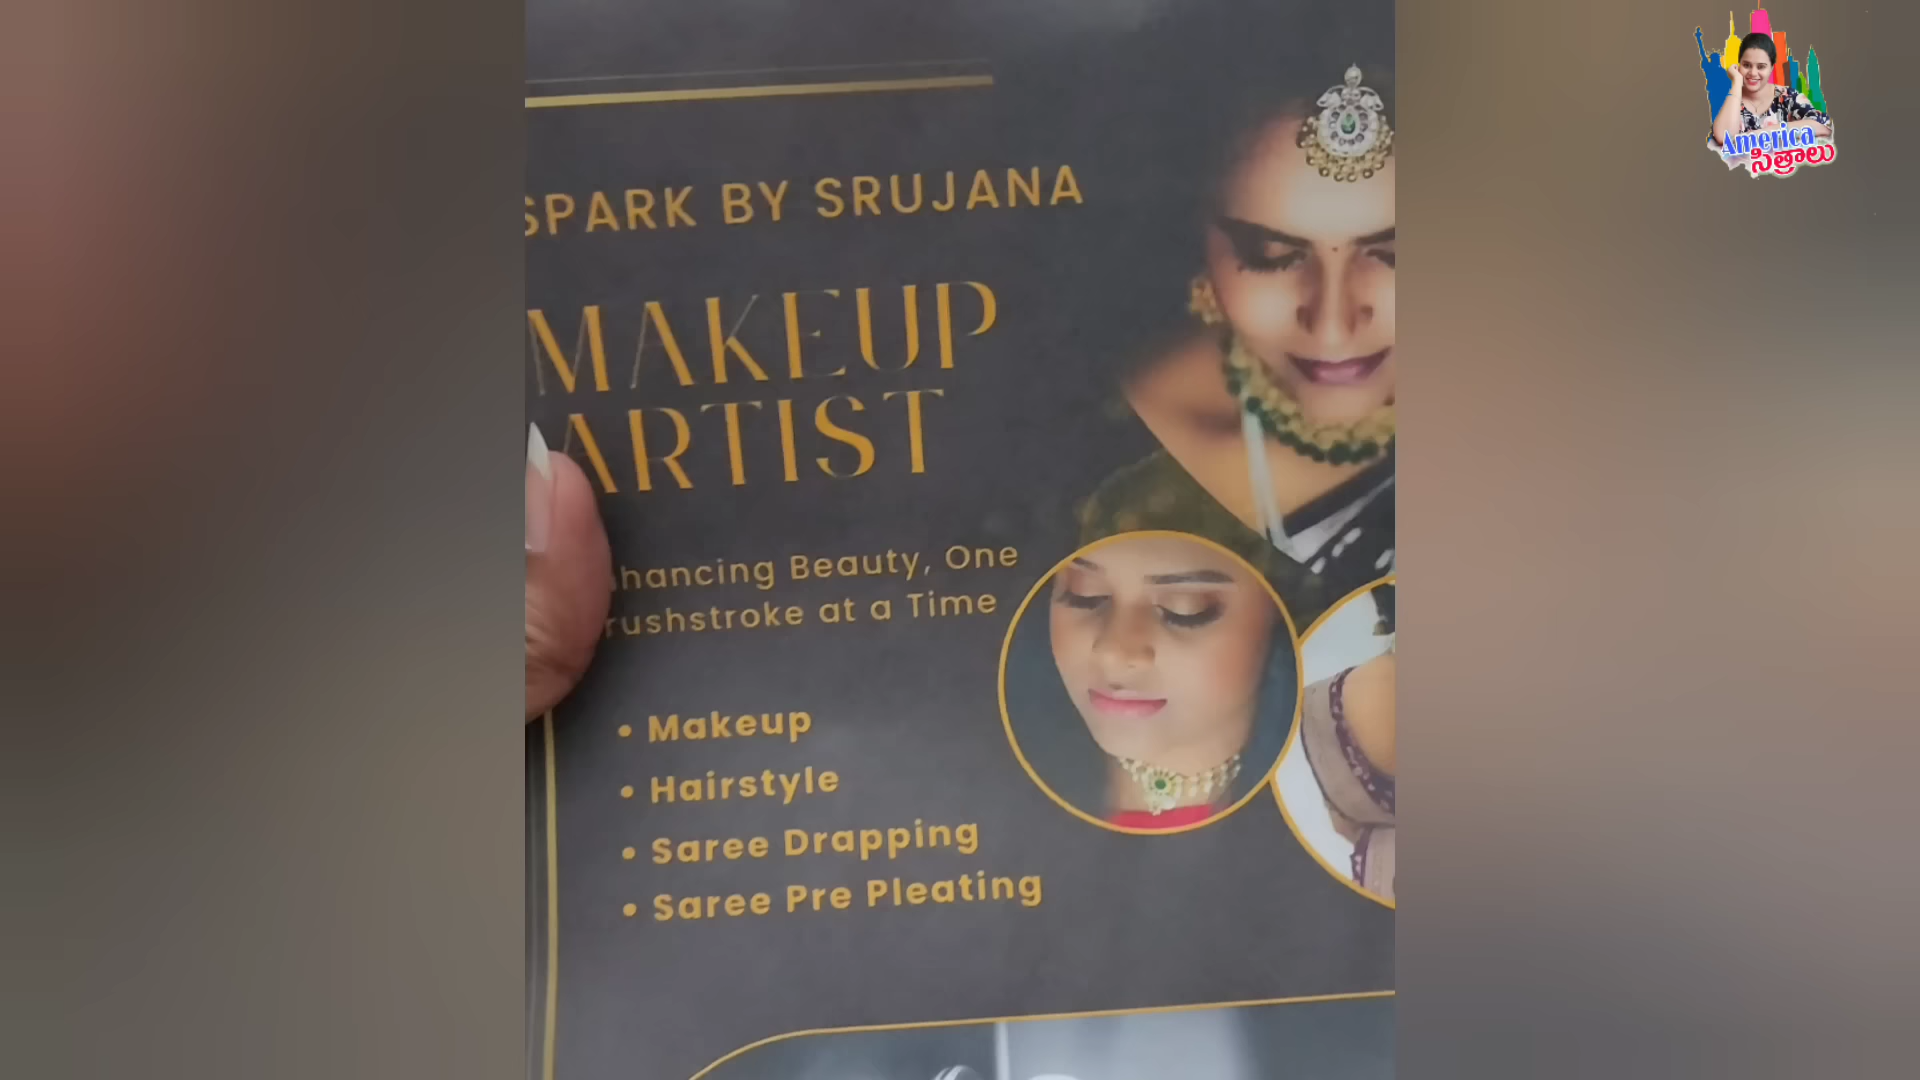 SPARK BY SRUJANA
MAKEUP
ARTIST
hancing Beauty, One
rushstroke at a Time
• Makeup
• Hairstyle
• Saree Drapping
• Saree Pre Pleating
America
సిత్రాలు